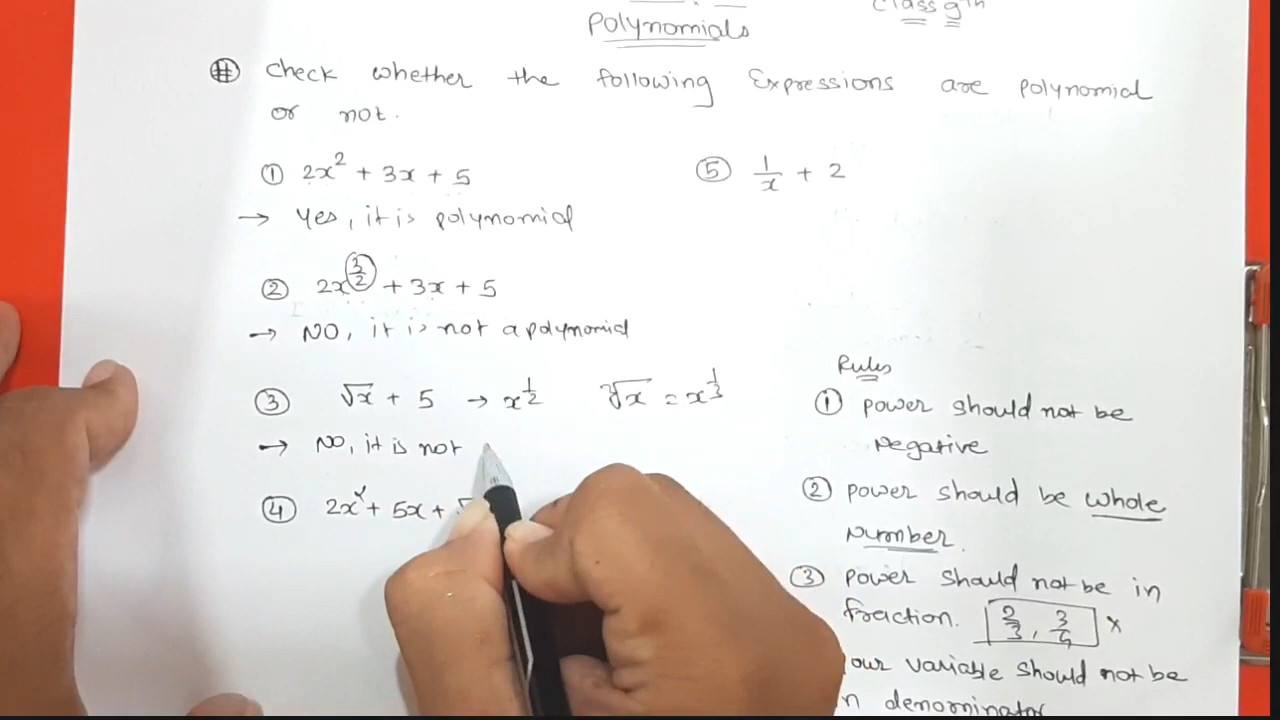 Class 9th
Polynomials
# Check whether the following Expressions are polynomial
or not.
① 2x² + 3x + 5
→ Yes, it is polynomial
② 2x^(3/2) + 3x + 5
→ NO, it is not a polynomial
③ √x + 5 → x^(1/2) ∛x = x^(1/3)
→ NO, it is not
④ 2x² + 5x + √
⑤ 1/x + 2
Rules
① power should not be
Negative
② power should be whole
Number.
③ power should not be in
fraction. 2/3, 3/4 ×
our variable should not be
in denominator